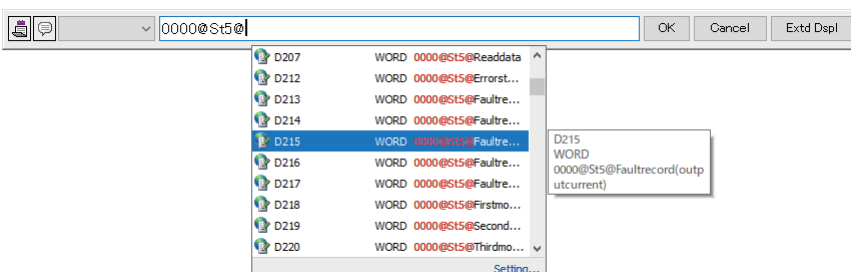 0000@St5@
OK
Cancel
Extd Dspl
D207 WORD 0000@St5@Readdata
D212 WORD 0000@St5@Errorst...
D213 WORD 0000@St5@Faultre...
D214 WORD 0000@St5@Faultre...
D215 WORD 0000@St5@Faultre...
D216 WORD 0000@St5@Faultre...
D217 WORD 0000@St5@Faultre...
D218 WORD 0000@St5@Firstmo...
D219 WORD 0000@St5@Second...
D220 WORD 0000@St5@Thirdmo...
Setting...
D215
WORD
0000@St5@Faultrecord(outp
utcurrent)